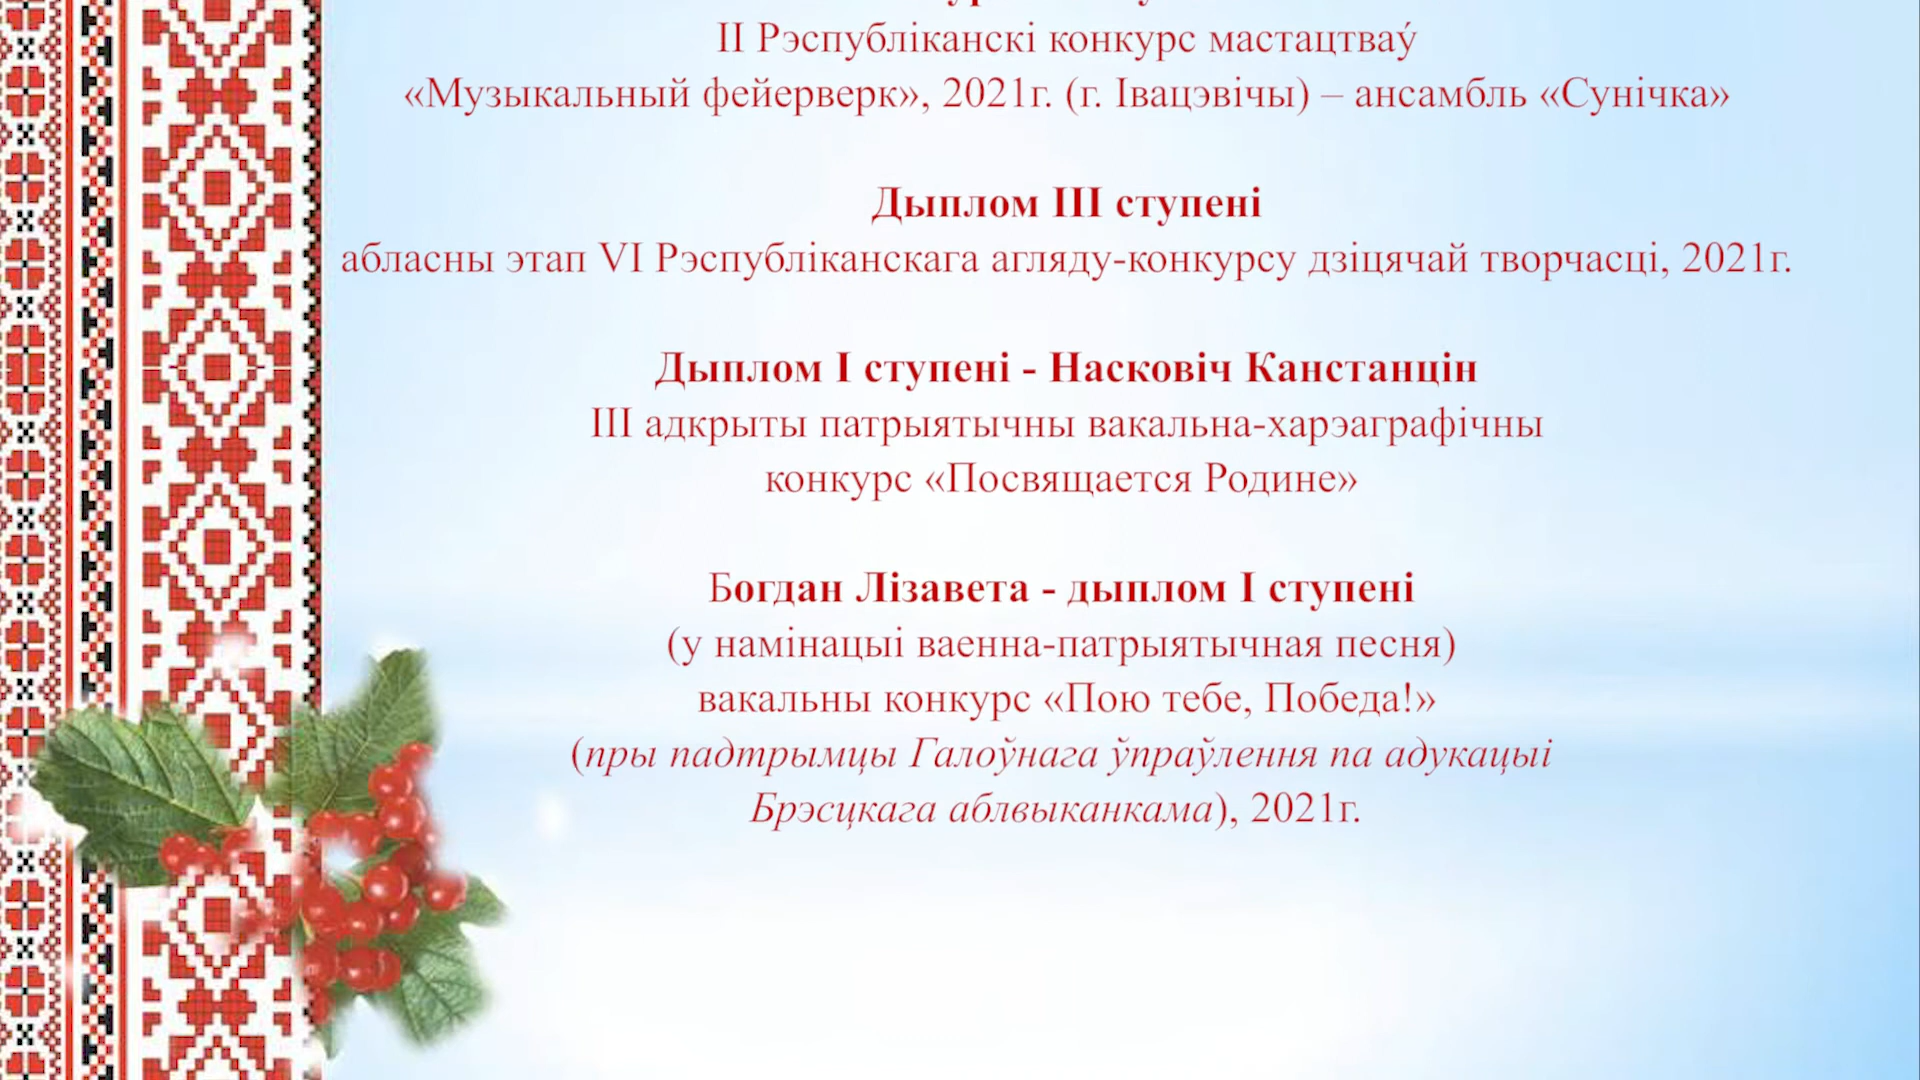 II Рэспубліканскі конкурс мастацтваў
«Музыкальный фейерверк», 2021г. (г. Івацэвічы) – ансамбль «Сунічка»
Дыплом III ступені
абласны этап VI Рэспубліканскага агляду-конкурсу дзіцячай творчасці, 2021г.
Дыплом I ступені - Насковіч Канстанцін
III адкрыты патрыятычны вакальна-харэаграфічны
конкурс «Посвящается Родине»
Богдан Лізавета - дыплом I ступені
(у намінацыі ваенна-патрыятычная песня)
вакальны конкурс «Пою тебе, Победа!»
(пры падтрымцы Галоўнага ўпраўлення па адукацыі
Брэсцкага аблвыканкама), 2021г.